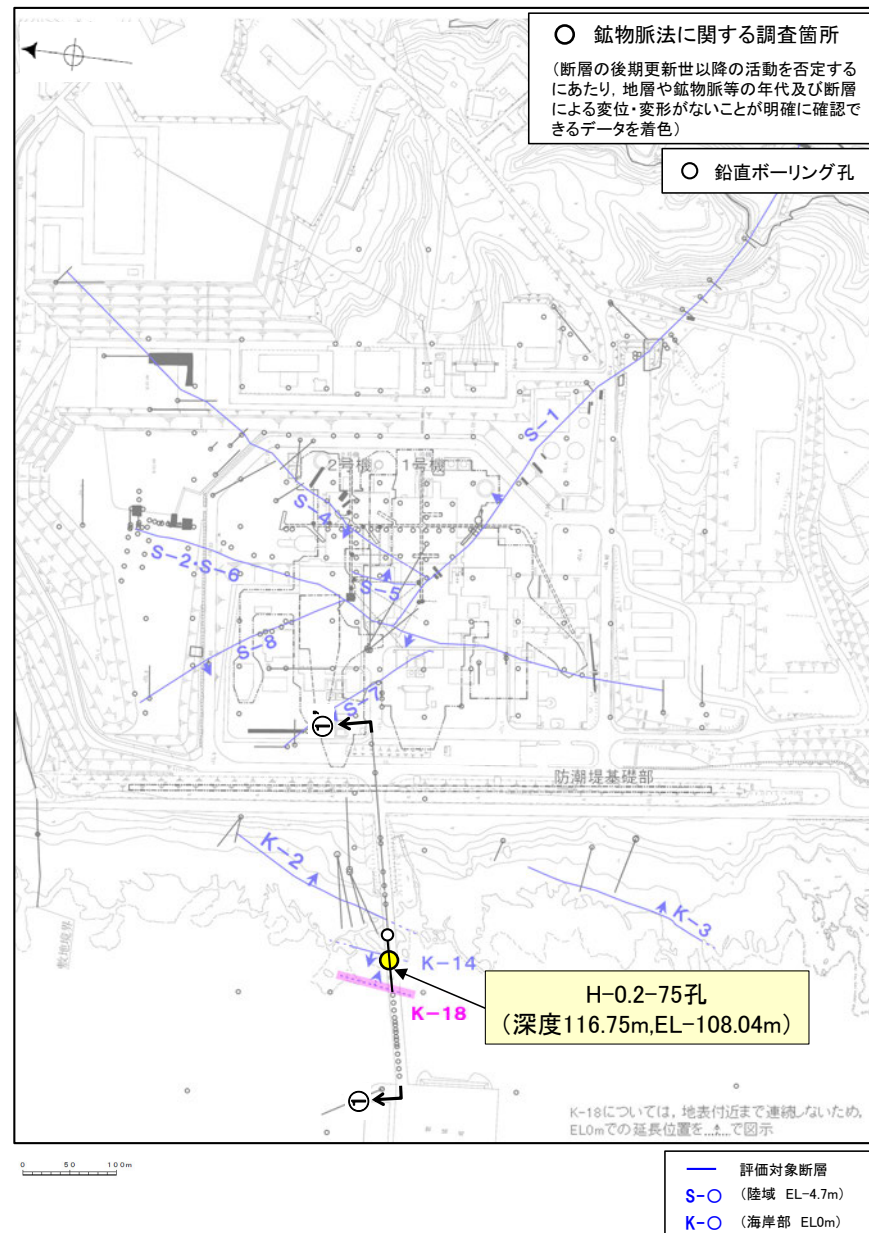 ○ 鉱物脈法に関する調査箇所
(断層の後期更新世以降の活動を否定する
にあたり，地層や鉱物脈等の年代及び断層
による変位・変形がないことが明確に確認で
きるデータを着色)
○ 鉛直ボーリング孔
S-1
2号機
1号機
S-4
S-2・S-6
S-5
S-8
S-7
①
防潮堤基礎部
K-2
K-3
敷地境界
K-14
K-18
H-0.2-75孔
(深度116.75m,EL-108.04m)
①
K-18については，地表付近まで連続しないため，
EL0mでの延長位置を で図示
0 50 100m
評価対象断層
S-○ (陸域 EL-4.7m)
K-○ (海岸部 EL0m)